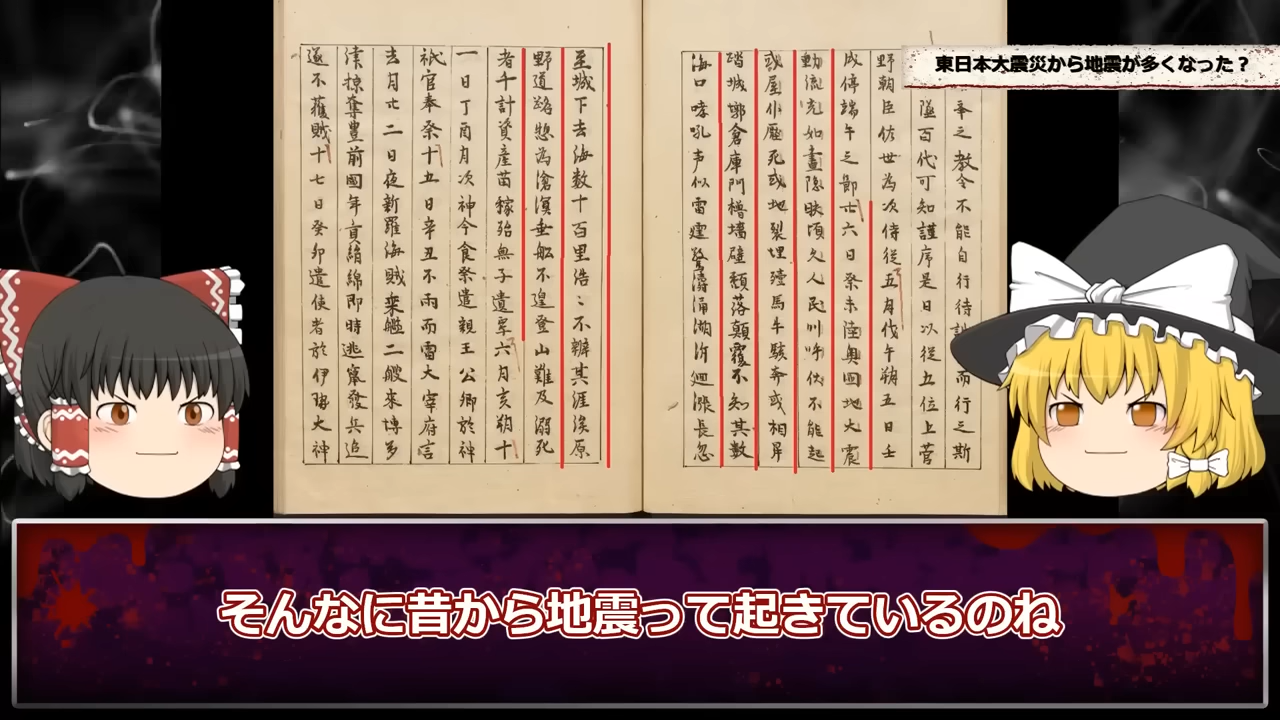 東日本大震災から地震が多くなった？
奉之教令不能自行待 而行之斯
隘百代可知謹序是日以從五位上菅
野朝臣佐世為次侍從五月戊午朔五日壬
戌停端午之節廿六日癸未陸奥國地大震
動流光如晝隱映頃久人民叫呼伏不能起
或屋仆壓死或地裂埋殪馬牛駭奔或相昇
踏城郭倉庫門櫓墻壁頽落顛覆不知其數
海口哮吼声似雷霆驚濤涌潮泝洄漲長忽
至城下去海數十百里浩〻不辨其涯涘原
野道路惣為滄溟乗船不遑登山難及溺死
者千計資産苗稼殆無孑遺焉六月亥朔十
一日丁酉月次神今食祭遣親王公卿於神
祇官奉祭十五日辛丑不雨而雷大宰府言
去月廿二日夜新羅海賊乗艦二艘来博多
津掠奪豊前國年貢絹綿即時逃竄發兵追
遂不獲賊十七日癸卯遣使者於伊勢大神
そんなに昔から地震って起きているのね